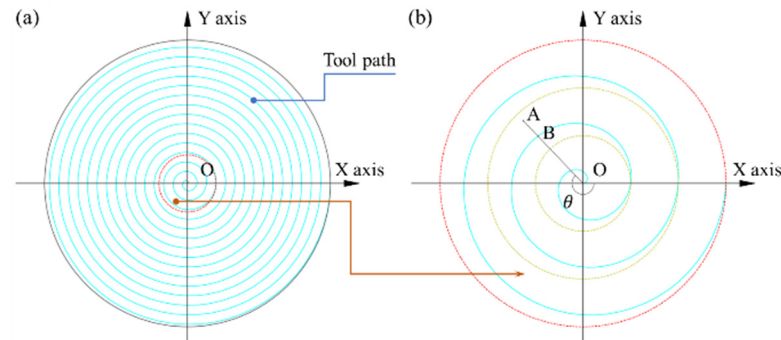 (a)
Y axis
Tool path
O
X axis
(b)
Y axis
A
B
O
X axis
θ